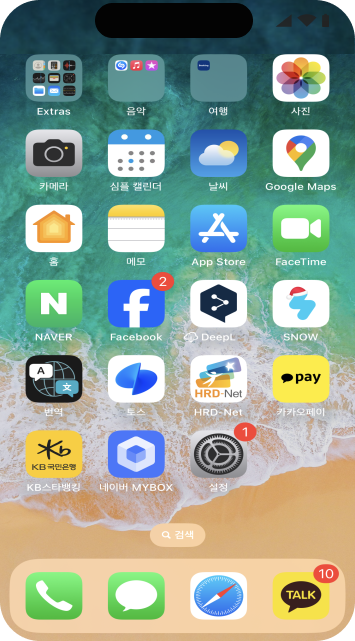 Extras
음악
여행
사진
카메라
심플 캘린더
날씨
Google Maps
홈
메모
App Store
FaceTime
N
2
NAVER
Facebook
DeepL
SNOW
A
文
HRD-Net
pay
번역
토스
HRD-Net
카카오페이
Kb
KB국민은행
1
KB스타뱅킹
네이버 MYBOX
설정
검색
TALK
10